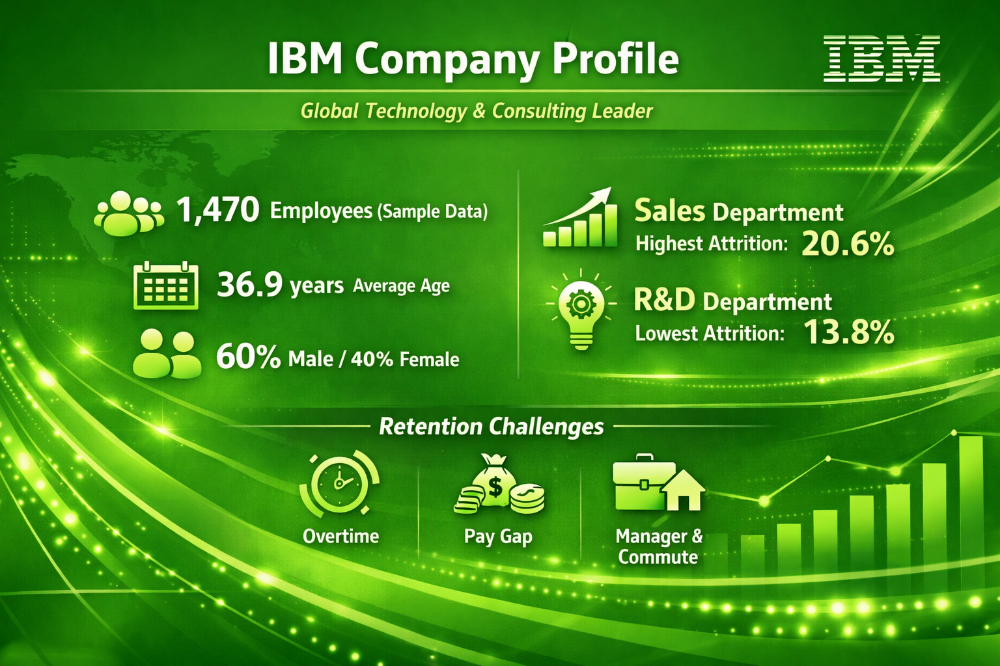 IBM Company Profile
IBM
Global Technology & Consulting Leader
1,470 Employees (Sample Data)
36.9 years Average Age
60% Male / 40% Female
Sales Department
Highest Attrition: 20.6%
R&D Department
Lowest Attrition: 13.8%
Retention Challenges
Overtime
$
Pay Gap
Manager &
Commute